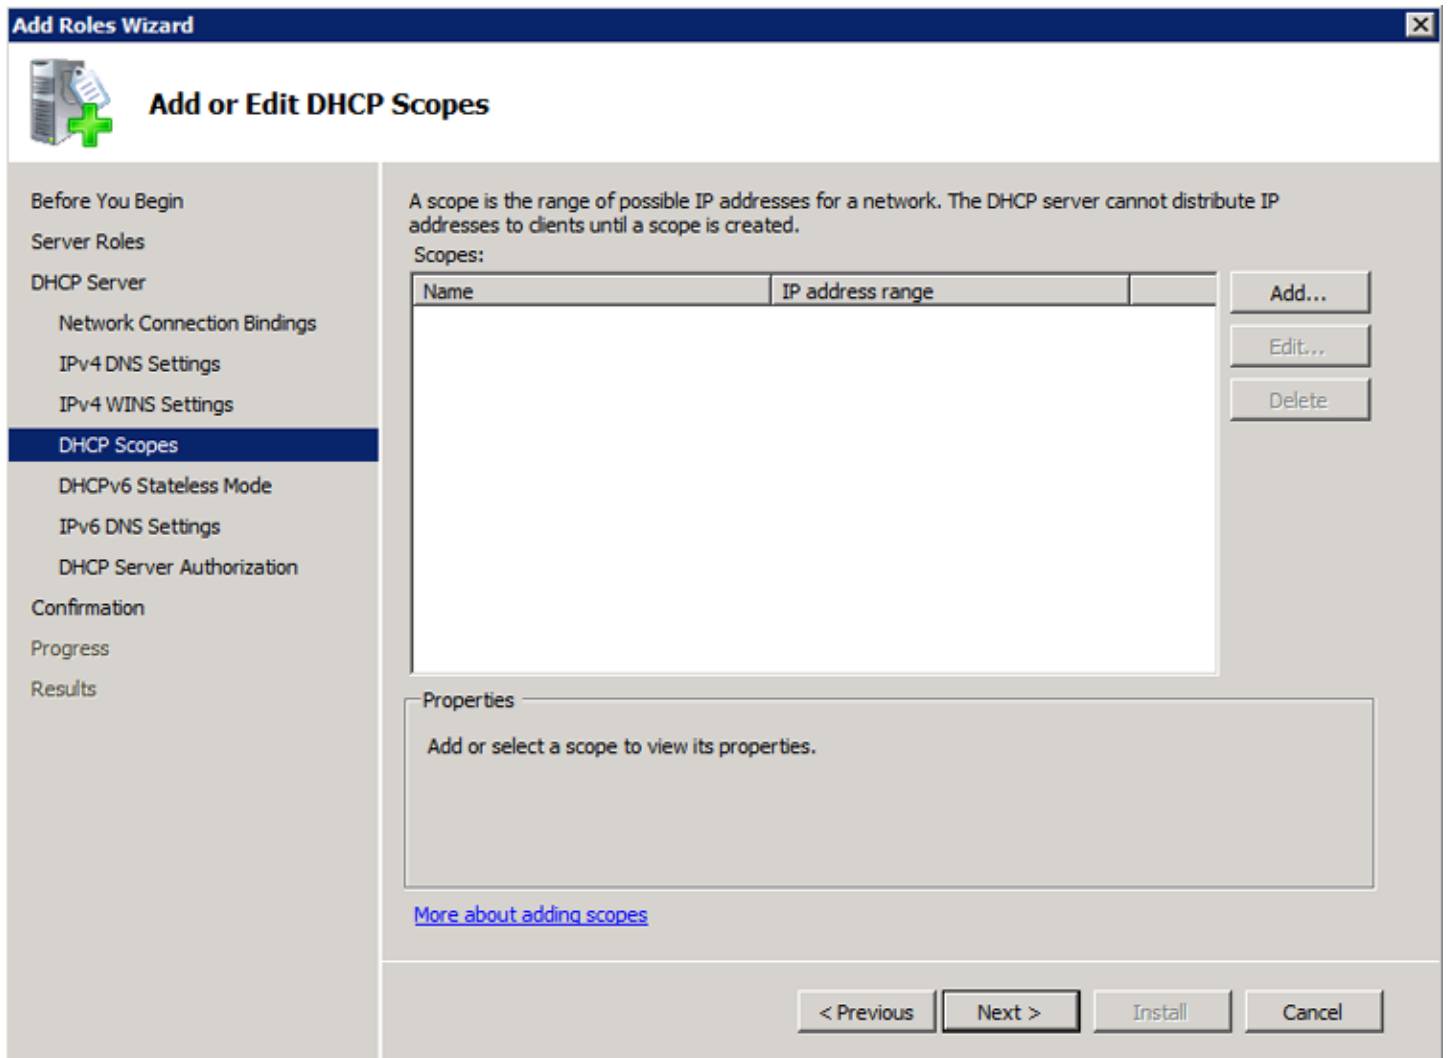 Add Roles Wizard
Add or Edit DHCP Scopes
Before You Begin
Server Roles
DHCP Server
Network Connection Bindings
IPv4 DNS Settings
IPv4 WINS Settings
DHCP Scopes
DHCPv6 Stateless Mode
IPv6 DNS Settings
DHCP Server Authorization
Confirmation
Progress
Results
A scope is the range of possible IP addresses for a network. The DHCP server cannot distribute IP
addresses to clients until a scope is created.
Scopes:
Name IP address range
Add...
Edit...
Delete
Properties
Add or select a scope to view its properties.
More about adding scopes
< Previous Next > Install Cancel